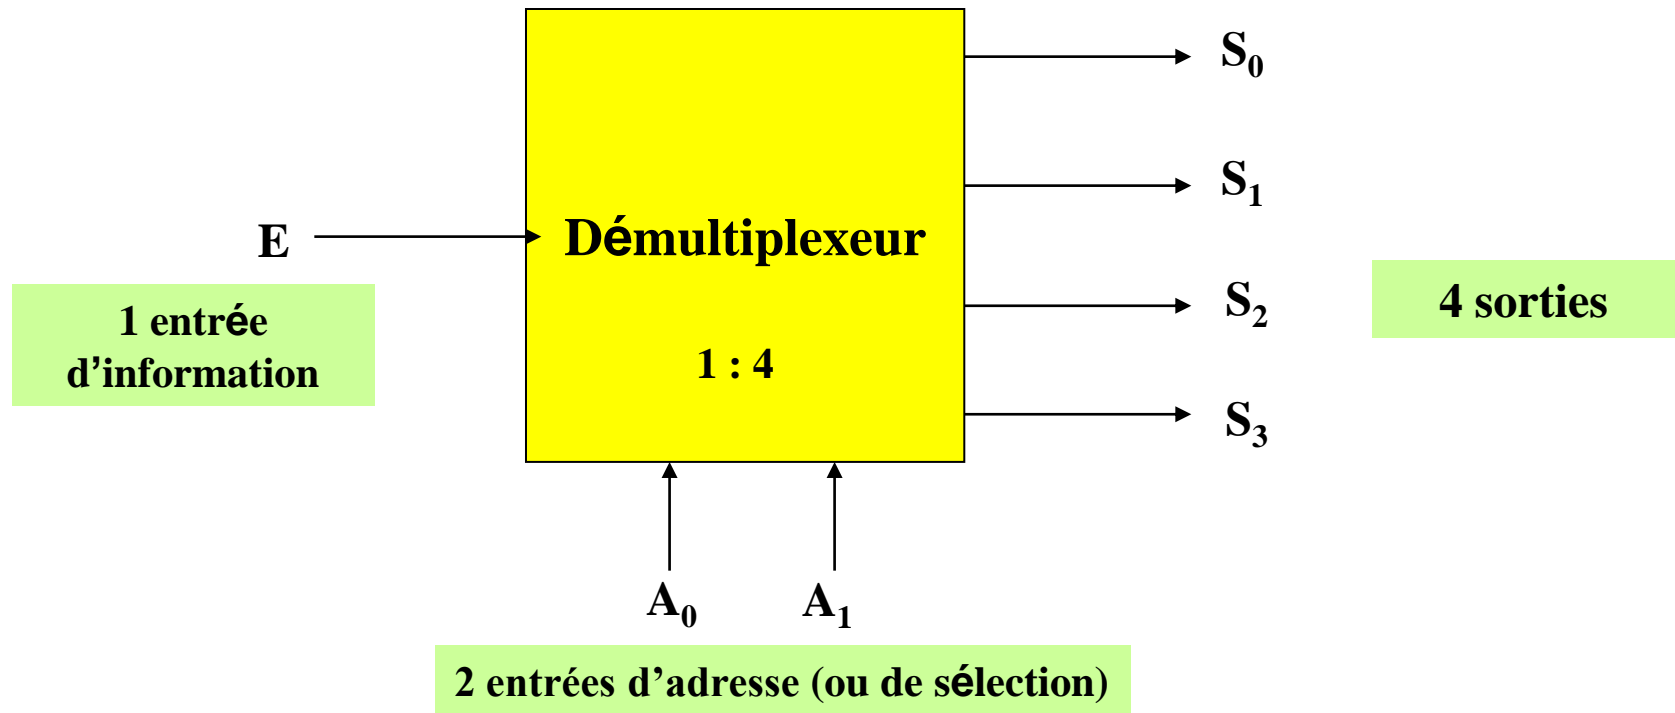 S₀
S₁
E
Démultiplexeur
S₂
4 sorties
1 entrée
d’information
1 : 4
S₃
A₀ A₁
2 entrées d’adresse (ou de sélection)